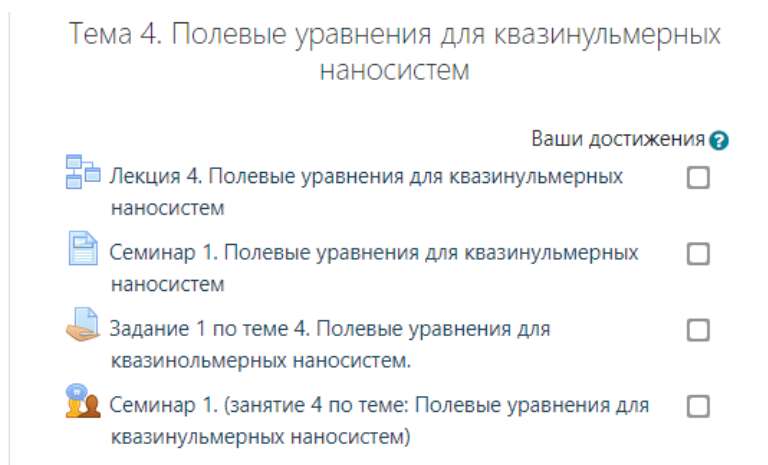 Тема 4. Полевые уравнения для квазинульмерных
наносистем
Ваши достижения
Лекция 4. Полевые уравнения для квазинульмерных
наносистем
Семинар 1. Полевые уравнения для квазинульмерных
наносистем
Задание 1 по теме 4. Полевые уравнения для
квазинольмерных наносистем.
Семинар 1. (занятие 4 по теме: Полевые уравнения для
квазинульмерных наносистем)